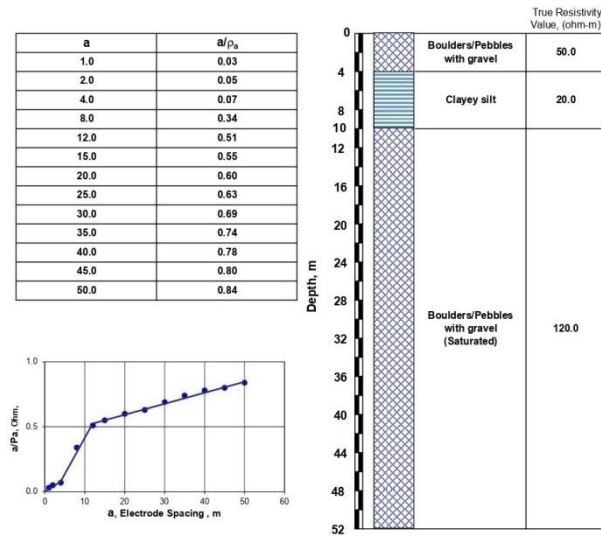 a a/ρa
1.0 0.03
2.0 0.05
4.0 0.07
8.0 0.34
12.0 0.51
15.0 0.55
20.0 0.60
25.0 0.63
30.0 0.69
35.0 0.74
40.0 0.78
45.0 0.80
50.0 0.84
1.0
0.5
0.0
a/Pa, Ohm,
0 10 20 30 40 50 60
a, Electrode Spacing , m
True Resistivity
Value, (ohm-m)
Depth, m
0
4
8
10
12
16
20
24
28
32
36
40
44
48
52
Boulders/Pebbles
with gravel
50.0
Clayey silt
20.0
Boulders/Pebbles
with gravel
(Saturated)
120.0